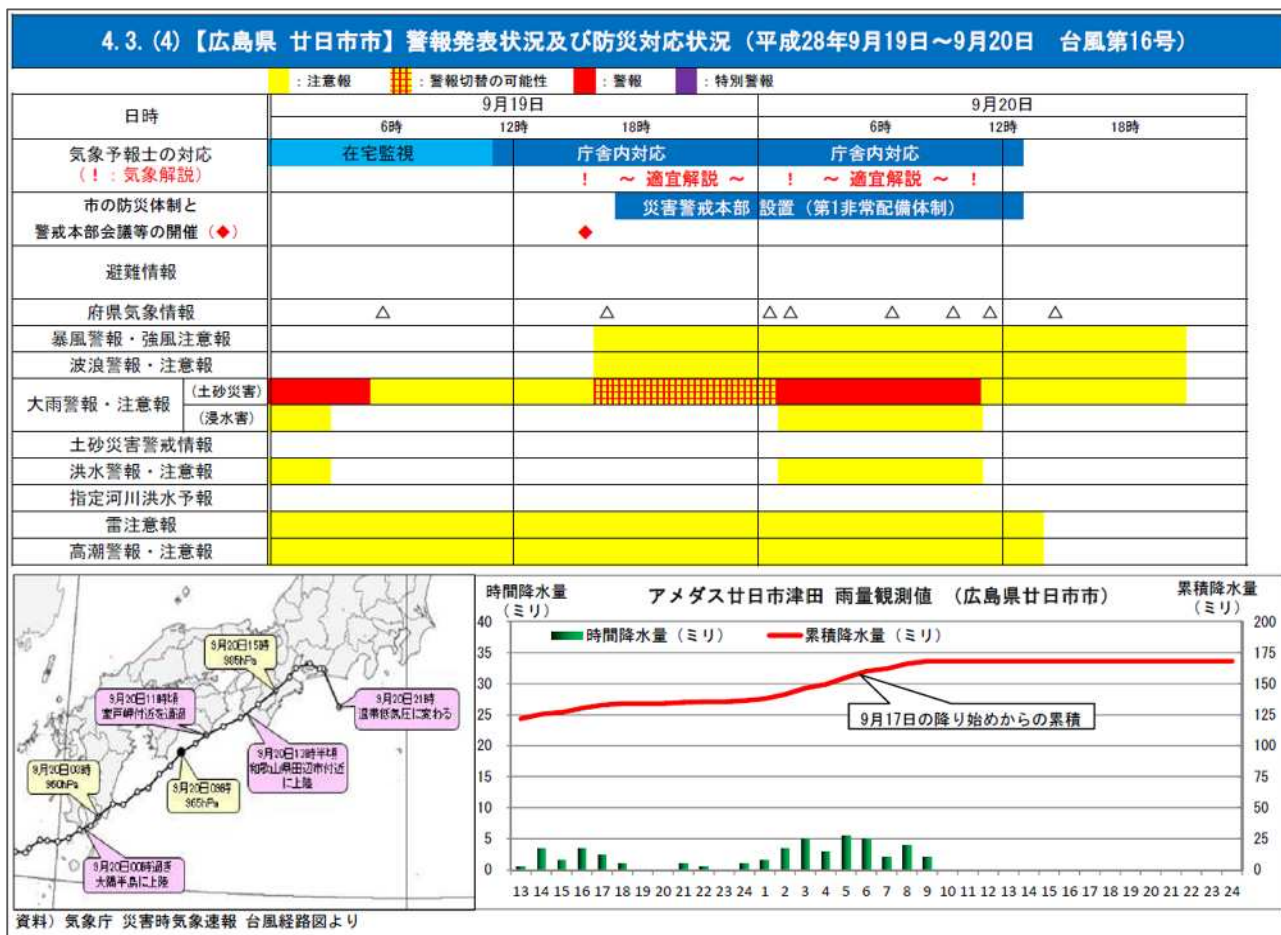 4.3.(4)【広島県 廿日市市】警報発表状況及び防災対応状況（平成28年9月19日～9月20日　台風第16号）
：注意報　：警報切替の可能性　：警報　：特別警報
日時
9月19日　9月20日
6時　12時　18時　6時　12時　18時
気象予報士の対応
（！：気象解説）
在宅監視　庁舎内対応　庁舎内対応
！　～ 適宜解説 ～　！　～ 適宜解説 ～　！
市の防災体制と
警戒本部会議等の開催（◆）
災害警戒本部 設置（第1非常配備体制）
◆
避難情報
府県気象情報
△　△　△　△　△　△　△　△
暴風警報・強風注意報
波浪警報・注意報
大雨警報・注意報
（土砂災害）
（浸水害）
土砂災害警戒情報
洪水警報・注意報
指定河川洪水予報
雷注意報
高潮警報・注意報
9月20日15時
985hPa
9月20日11時頃
室戸岬付近を通過
9月20日21時
温帯低気圧に変わる
9月20日13時半頃
和歌山県田辺市付近
に上陸
9月20日09時
965hPa
9月20日00時過ぎ
大隅半島に上陸
資料）気象庁 災害時気象速報 台風経路図より
時間降水量
（ミリ）
アメダス廿日市津田 雨量観測値 （広島県廿日市市）
累積降水量
（ミリ）
時間降水量（ミリ）　累積降水量（ミリ）
40
35
30
25
20
15
10
5
0
200
175
150
125
100
75
50
25
0
9月17日の降り始めからの累積
13 14 15 16 17 18 19 20 21 22 23 24 1 2 3 4 5 6 7 8 9 10 11 12 13 14 15 16 17 18 19 20 21 22 23 24